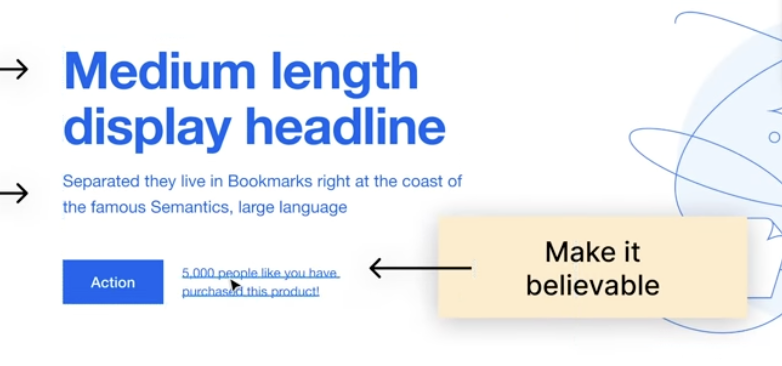 Medium length
display headline
Separated they live in Bookmarks right at the coast of
the famous Semantics, large language
Action
5,000 people like you have
purchased this product!
Make it
believable